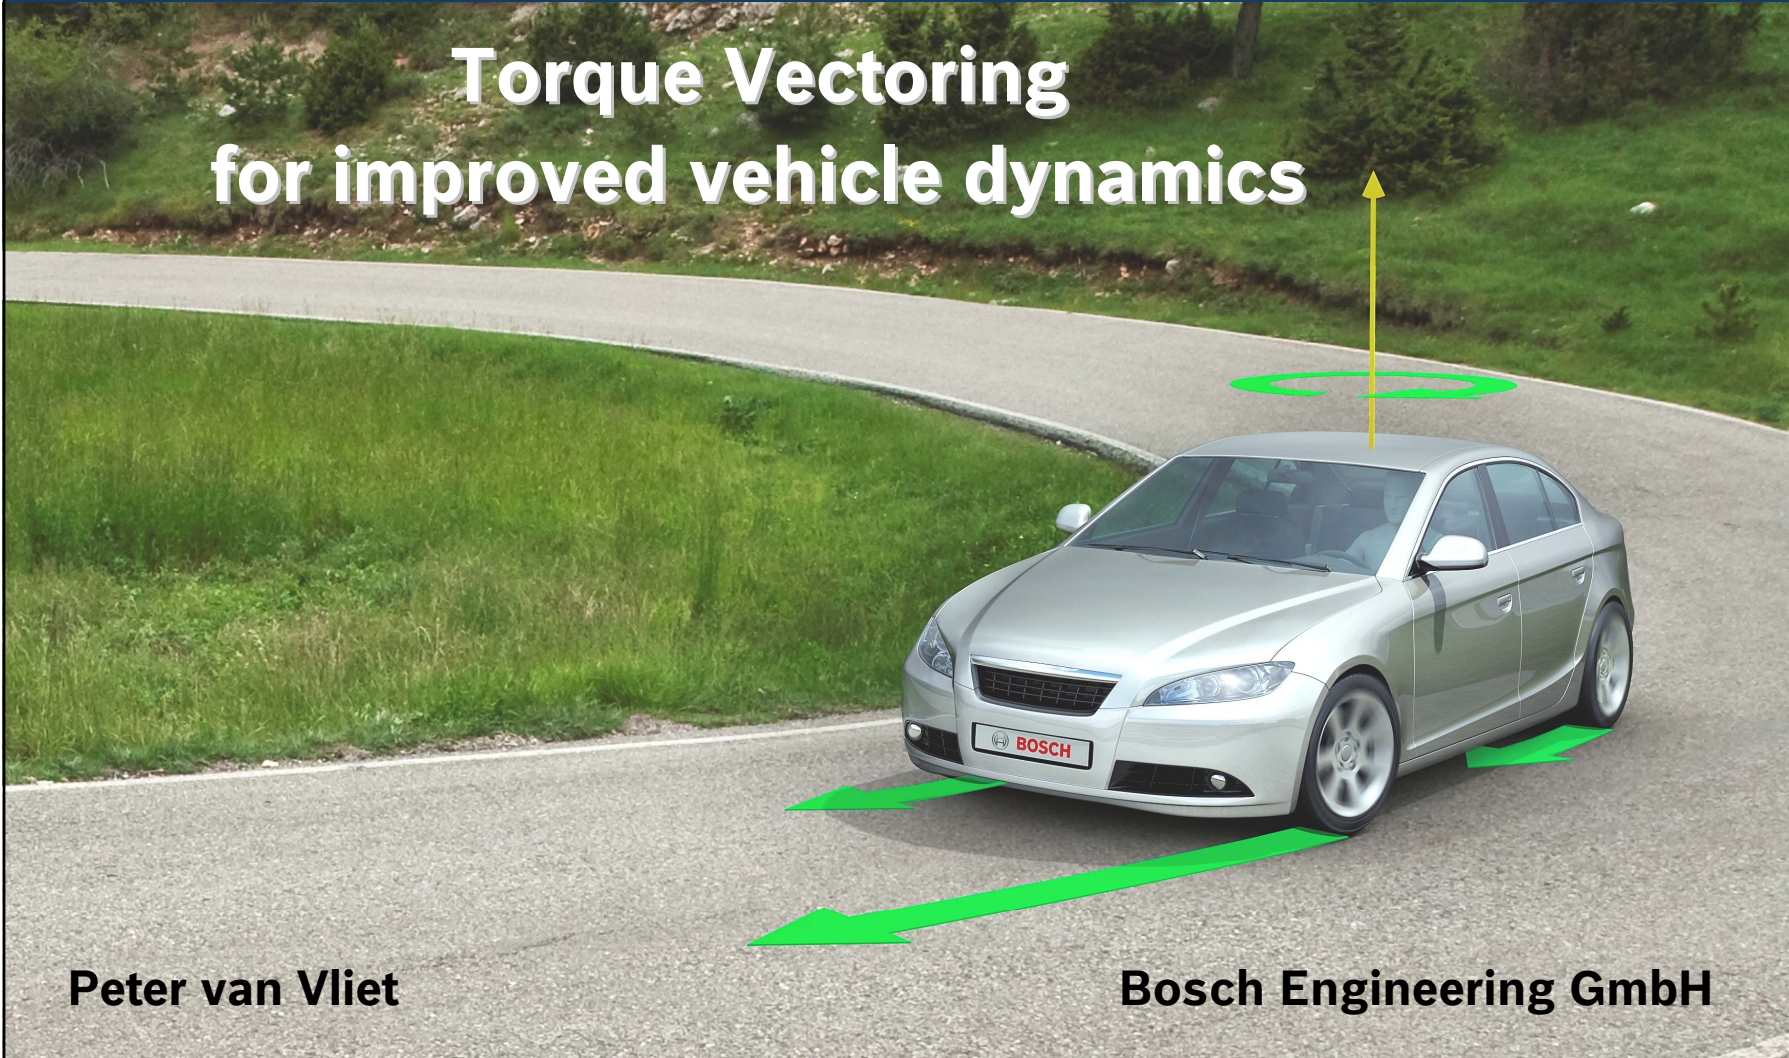 Torque Vectoring
for improved vehicle dynamics
BOSCH
Peter van Vliet
Bosch Engineering GmbH